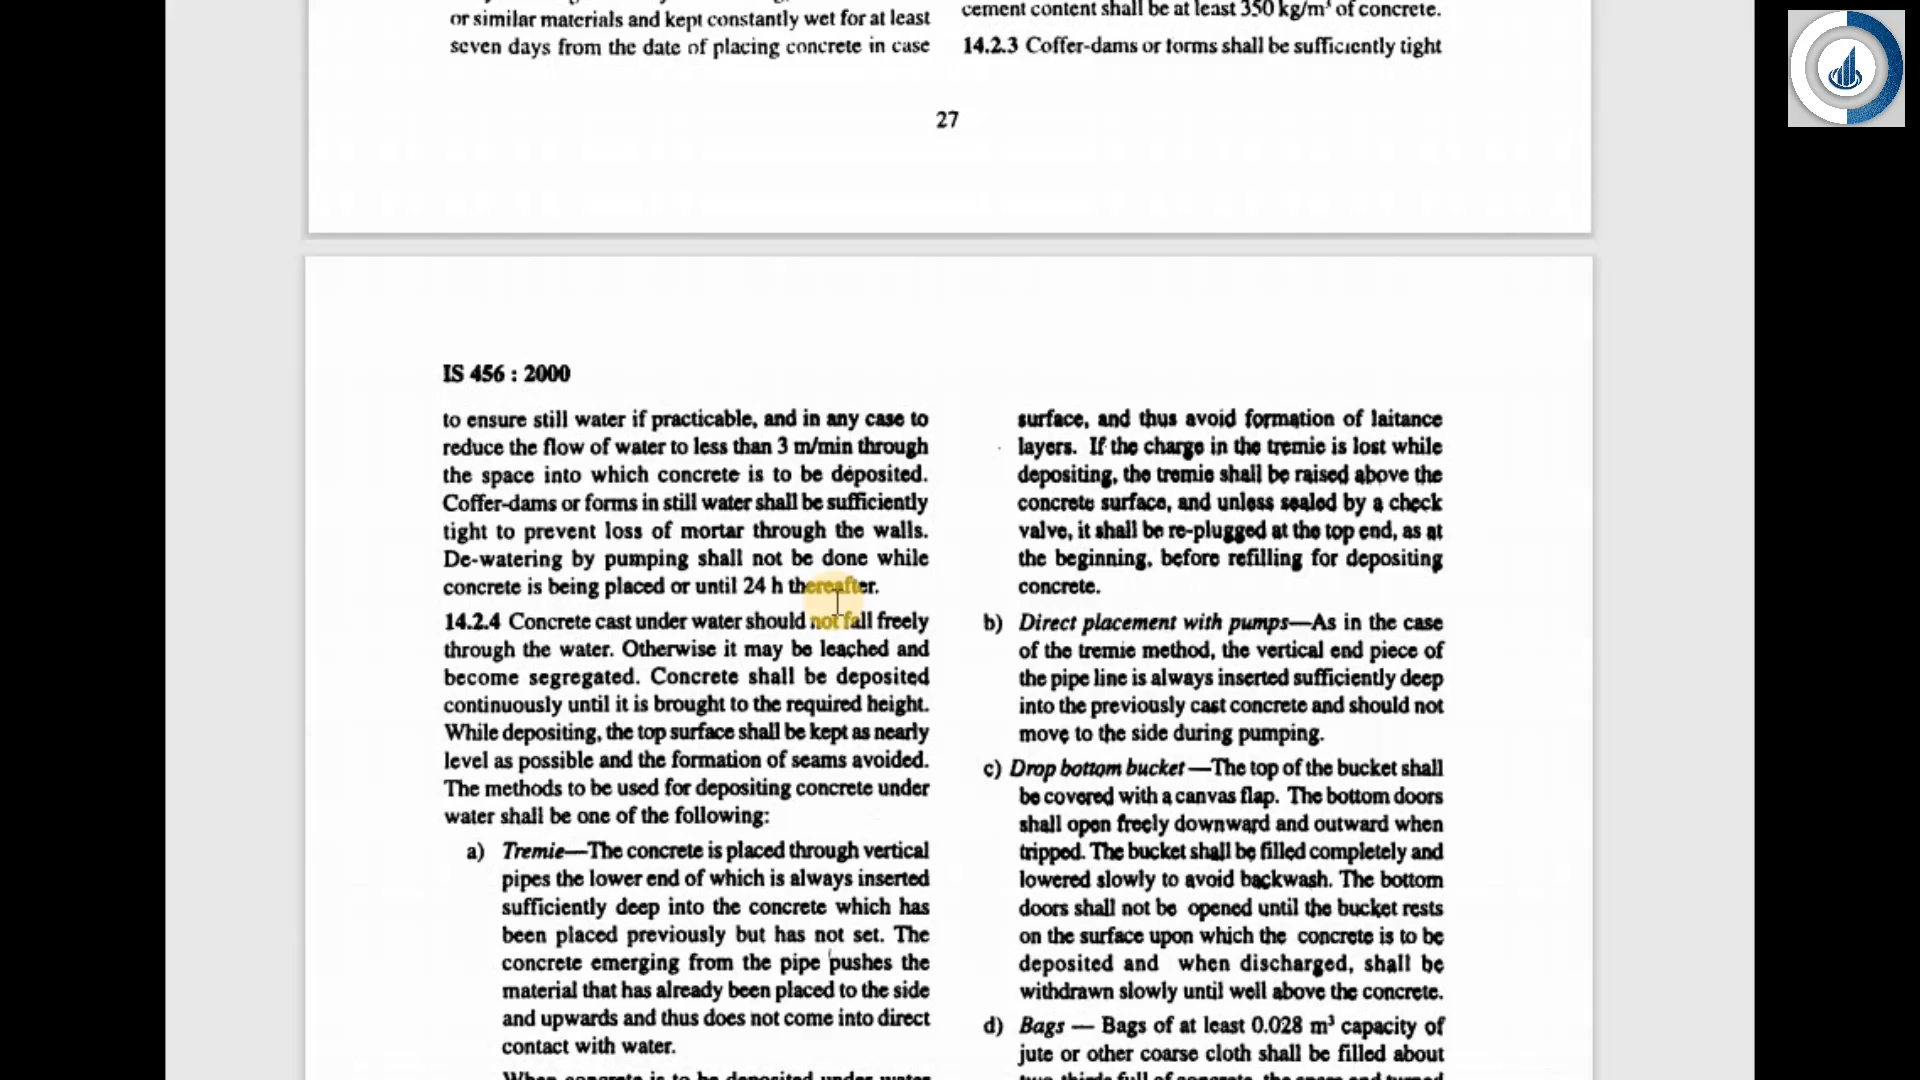 or similar materials and kept constantly wet for at least
seven days from the date of placing concrete in case
cement content shall be at least 350 kg/m³ of concrete.
14.2.3 Coffer-dams or forms shall be sufficiently tight
27
IS 456 : 2000
to ensure still water if practicable, and in any case to
reduce the flow of water to less than 3 m/min through
the space into which concrete is to be deposited.
Coffer-dams or forms in still water shall be sufficiently
tight to prevent loss of mortar through the walls.
De-watering by pumping shall not be done while
concrete is being placed or until 24 h thereafter.
14.2.4 Concrete cast under water should not fall freely
through the water. Otherwise it may be leached and
become segregated. Concrete shall be deposited
continuously until it is brought to the required height.
While depositing, the top surface shall be kept as nearly
level as possible and the formation of seams avoided.
The methods to be used for depositing concrete under
water shall be one of the following:
a) Tremie—The concrete is placed through vertical
pipes the lower end of which is always inserted
sufficiently deep into the concrete which has
been placed previously but has not set. The
concrete emerging from the pipe pushes the
material that has already been placed to the side
and upwards and thus does not come into direct
contact with water.
When concrete is to be deposited under water
surface, and thus avoid formation of laitance
layers. If the charge in the tremie is lost while
depositing, the tremie shall be raised above the
concrete surface, and unless sealed by a check
valve, it shall be re-plugged at the top end, as at
the beginning, before refilling for depositing
concrete.
b) Direct placement with pumps—As in the case
of the tremie method, the vertical end piece of
the pipe line is always inserted sufficiently deep
into the previously cast concrete and should not
move to the side during pumping.
c) Drop bottom bucket —The top of the bucket shall
be covered with a canvas flap. The bottom doors
shall open freely downward and outward when
tripped. The bucket shall be filled completely and
lowered slowly to avoid backwash. The bottom
doors shall not be opened until the bucket rests
on the surface upon which the concrete is to be
deposited and when discharged, shall be
withdrawn slowly until well above the concrete.
d) Bags — Bags of at least 0.028 m³ capacity of
jute or other coarse cloth shall be filled about
two-thirds full of concrete, the spare end turned